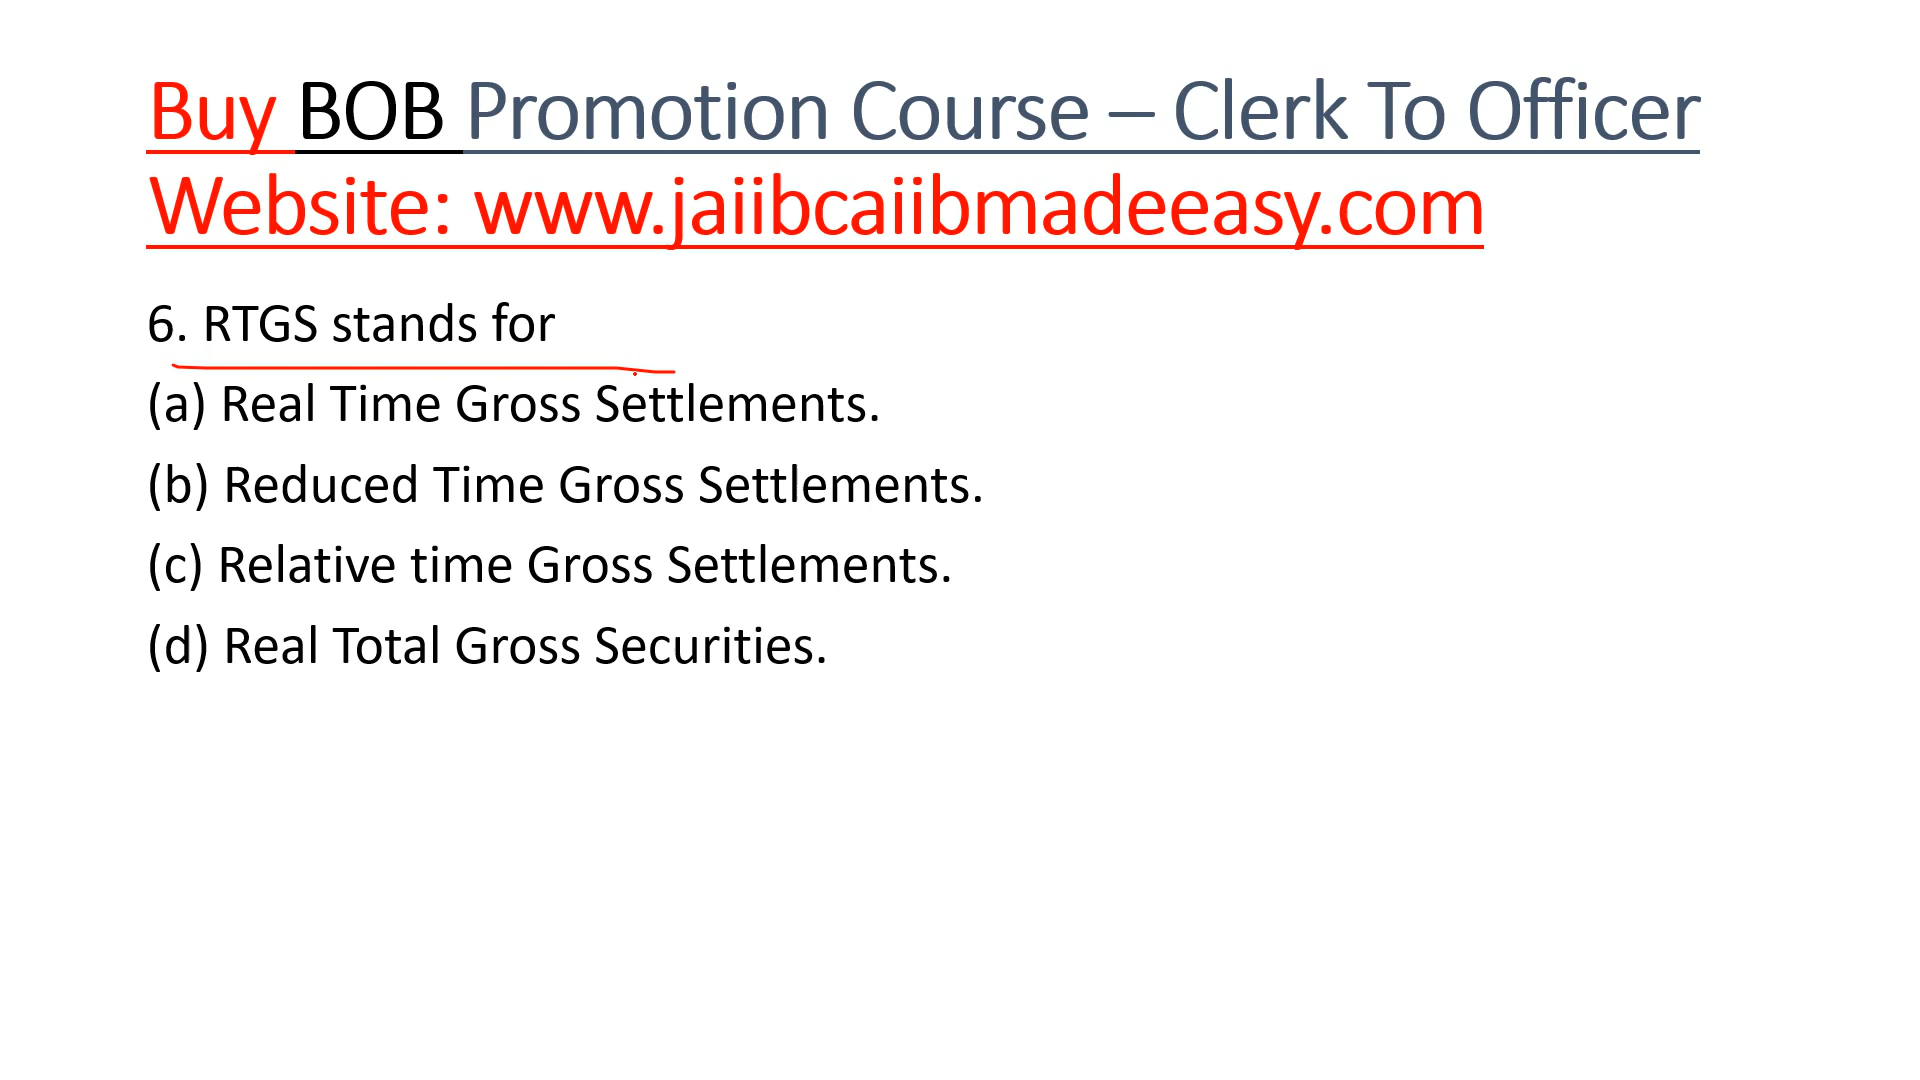 Buy BOB Promotion Course – Clerk To Officer
Website: www.jaiibcaiibmadeeasy.com
6. RTGS stands for
(a) Real Time Gross Settlements.
(b) Reduced Time Gross Settlements.
(c) Relative time Gross Settlements.
(d) Real Total Gross Securities.